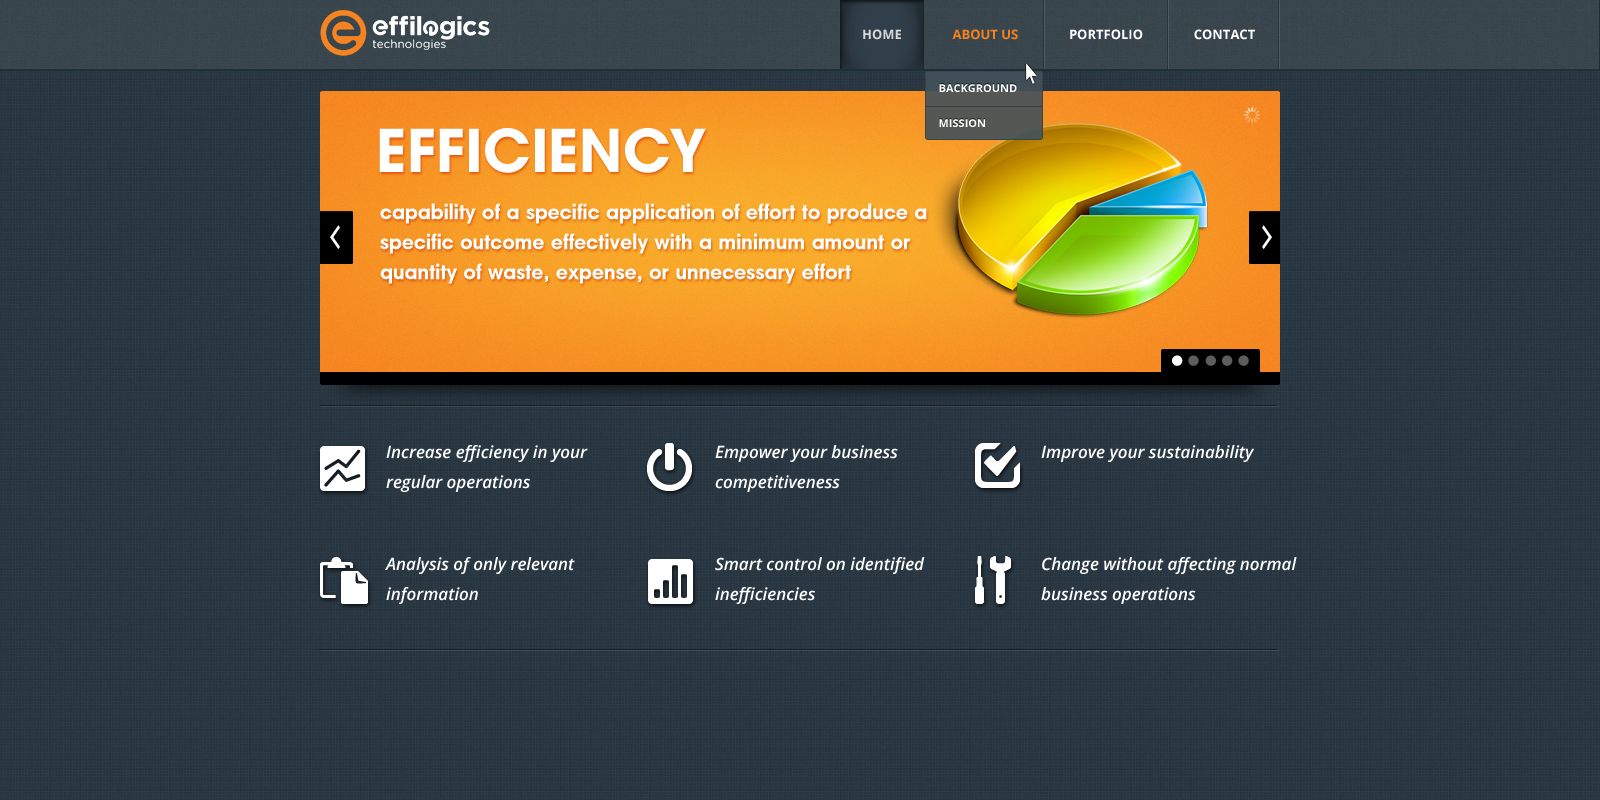 effilogics
technologies
HOME
ABOUT US
PORTFOLIO
CONTACT
BACKGROUND
MISSION
EFFICIENCY
capability of a specific application of effort to produce a
specific outcome effectively with a minimum amount or
quantity of waste, expense, or unnecessary effort
Increase efficiency in your
regular operations
Empower your business
competitiveness
Improve your sustainability
Analysis of only relevant
information
Smart control on identified
inefficiencies
Change without affecting normal
business operations